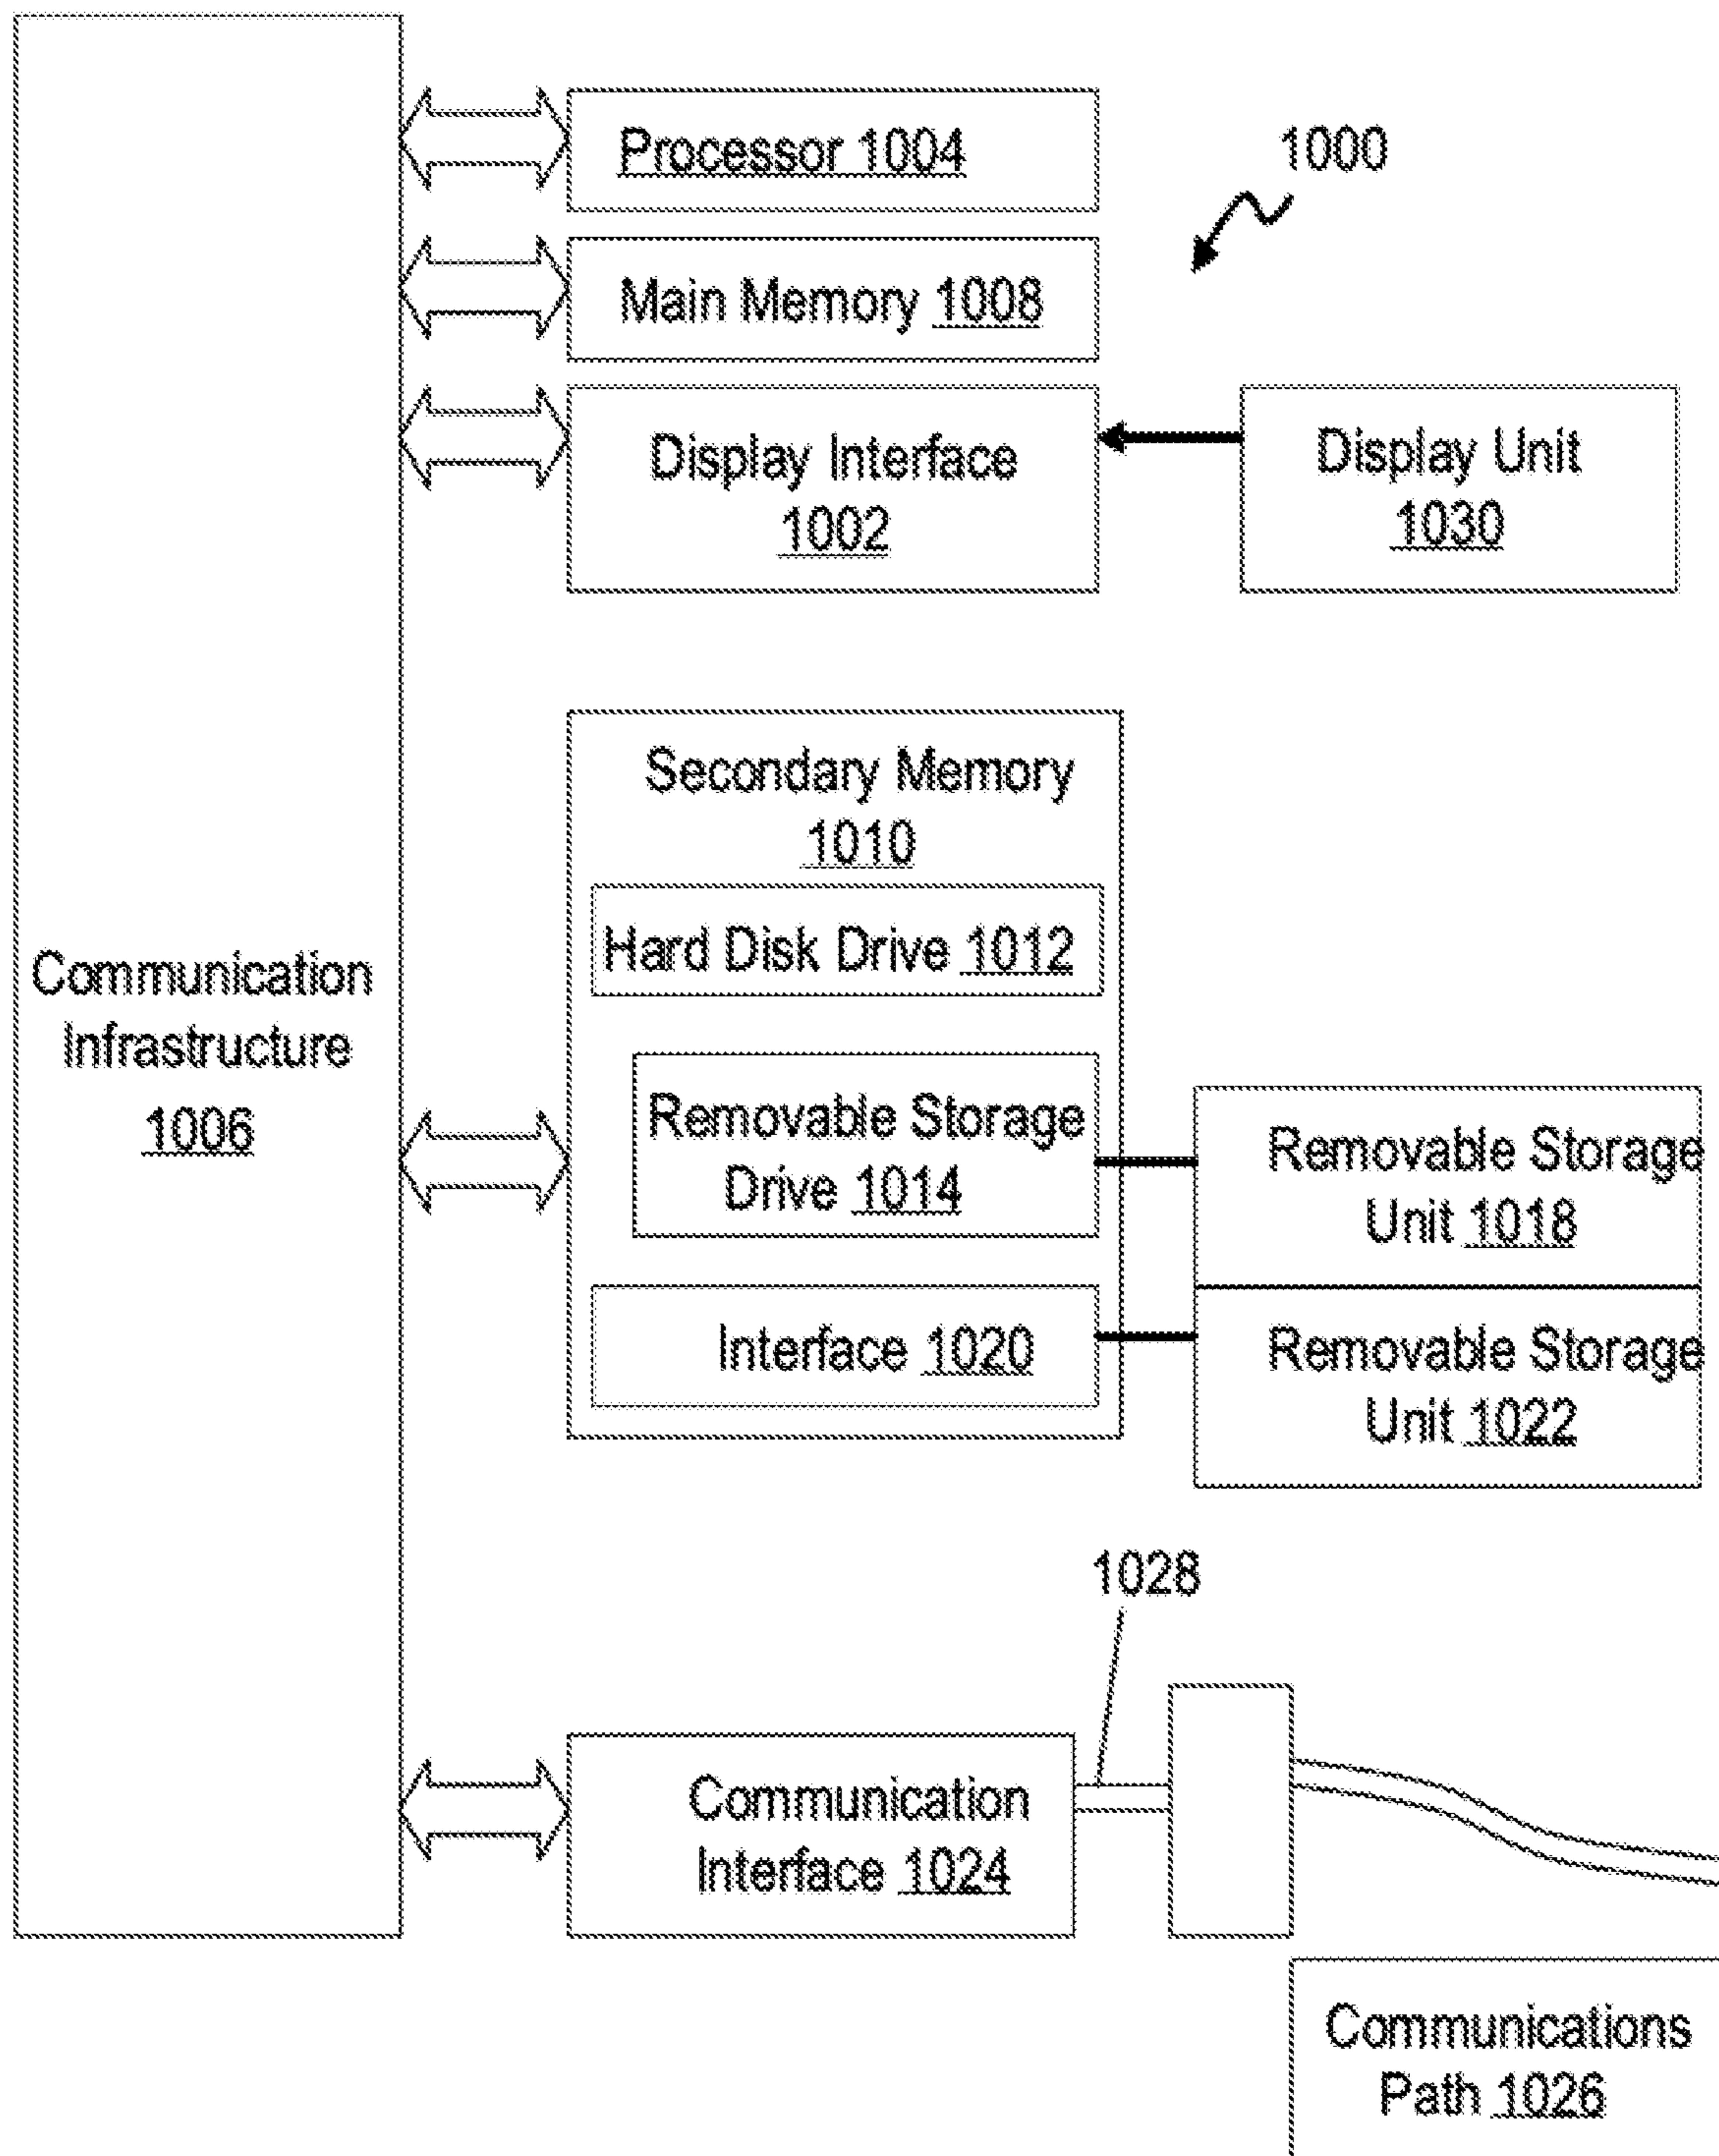 Processor 1004
1000
Main Memory 1008
Display Interface
1002
Display Unit
1030
Secondary Memory
1010
Hard Disk Drive 1012
Communication
Infrastructure
1006
Removable Storage
Drive 1014
Removable Storage
Unit 1018
Interface 1020
Removable Storage
Unit 1022
1028
Communication
Interface 1024
Communications
Path 1026